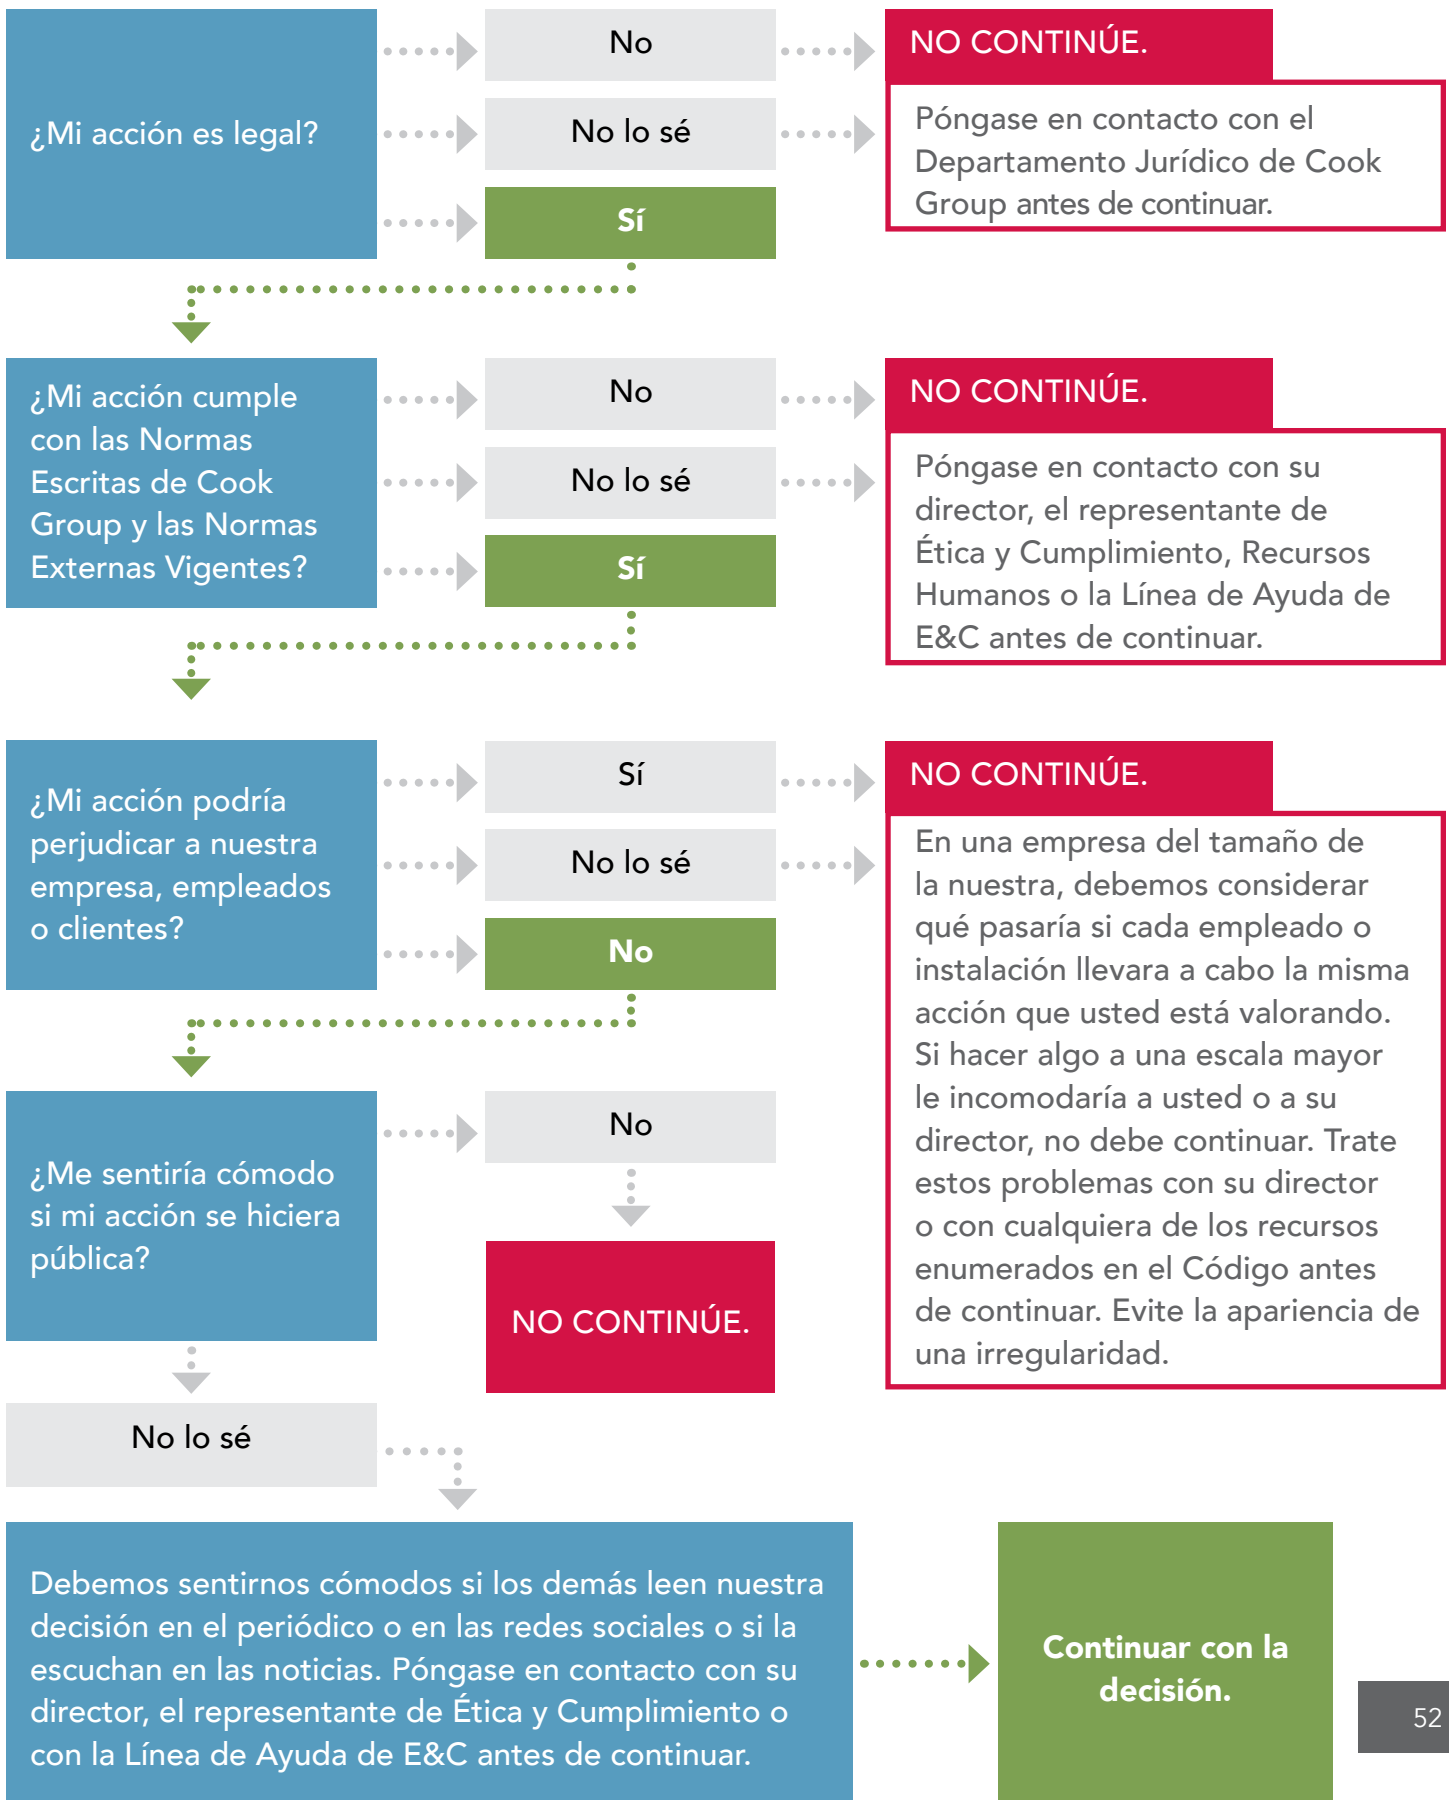 ¿Mi acción es legal?
No
No lo sé
Sí
NO CONTINÚE.
Póngase en contacto con el
Departamento Jurídico de Cook
Group antes de continuar.
¿Mi acción cumple
con las Normas
Escritas de Cook
Group y las Normas
Externas Vigentes?
No
No lo sé
Sí
NO CONTINÚE.
Póngase en contacto con su
director, el representante de
Ética y Cumplimiento, Recursos
Humanos o la Línea de Ayuda de
E&C antes de continuar.
¿Mi acción podría
perjudicar a nuestra
empresa, empleados
o clientes?
Sí
No lo sé
No
NO CONTINÚE.
En una empresa del tamaño de
la nuestra, debemos considerar
qué pasaría si cada empleado o
instalación llevara a cabo la misma
acción que usted está valorando.
Si hacer algo a una escala mayor
le incomodaría a usted o a su
director, no debe continuar. Trate
estos problemas con su director
o con cualquiera de los recursos
enumerados en el Código antes
de continuar. Evite la apariencia de
una irregularidad.
¿Me sentiría cómodo
si mi acción se hiciera
pública?
No
NO CONTINÚE.
No lo sé
Debemos sentirnos cómodos si los demás leen nuestra
decisión en el periódico o en las redes sociales o si la
escuchan en las noticias. Póngase en contacto con su
director, el representante de Ética y Cumplimiento o
con la Línea de Ayuda de E&C antes de continuar.
Continuar con la
decisión.
52